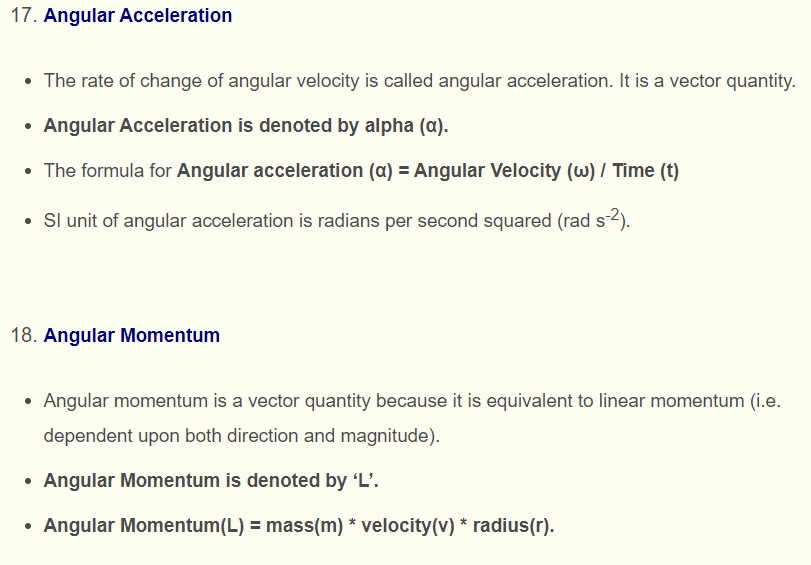 17. Angular Acceleration
• The rate of change of angular velocity is called angular acceleration. It is a vector quantity.
• Angular Acceleration is denoted by alpha (α).
• The formula for Angular acceleration (α) = Angular Velocity (ω) / Time (t)
• SI unit of angular acceleration is radians per second squared (rad s⁻²).
18. Angular Momentum
• Angular momentum is a vector quantity because it is equivalent to linear momentum (i.e.
dependent upon both direction and magnitude).
• Angular Momentum is denoted by ‘L’.
• Angular Momentum(L) = mass(m) * velocity(v) * radius(r).